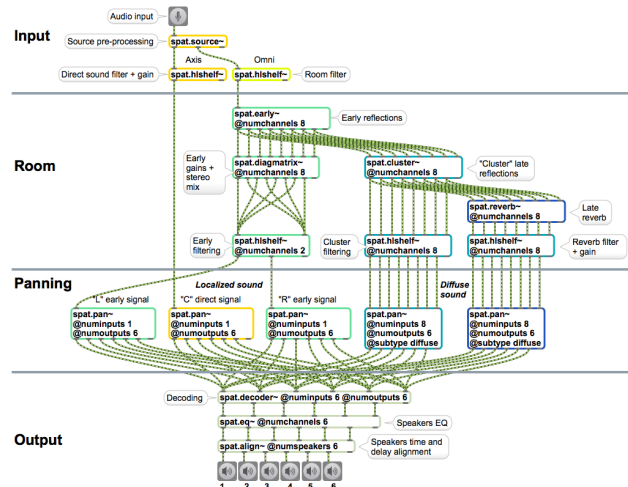 Audio input
Input
Source pre-processing
spat.source~
Axis
Omni
Direct sound filter + gain
spat.hlshelf~
spat.hlshelf~
Room filter
spat.early~
@numchannels 8
Early reflections
Room
Early
gains +
stereo
mix
spat.diagmatrix~
@numchannels 8
spat.cluster~
@numchannels 8
"Cluster" late
reflections
spat.reverb~
@numchannels 8
Late
reverb
Early
filtering
spat.hlshelf~
@numchannels 2
Cluster
filtering
spat.hlshelf~
@numchannels 8
spat.hlshelf~
@numchannels 8
Reverb filter
+ gain
Panning
Localized sound
Diffuse
sound
"L" early signal
"C" direct signal
"R" early signal
spat.pan~
@numinputs 1
@numoutputs 6
spat.pan~
@numinputs 1
@numoutputs 6
spat.pan~
@numinputs 1
@numoutputs 6
spat.pan~
@numinputs 8
@numoutputs 6
@subtype diffuse
spat.pan~
@numinputs 8
@numoutputs 6
@subtype diffuse
Decoding
spat.decoder~ @numinputs 6 @numoutputs 6
Output
spat.eq~ @numchannels 6
Speakers EQ
spat.align~ @numspeakers 6
Speakers time and
delay alignment
1 2 3 4 5 6